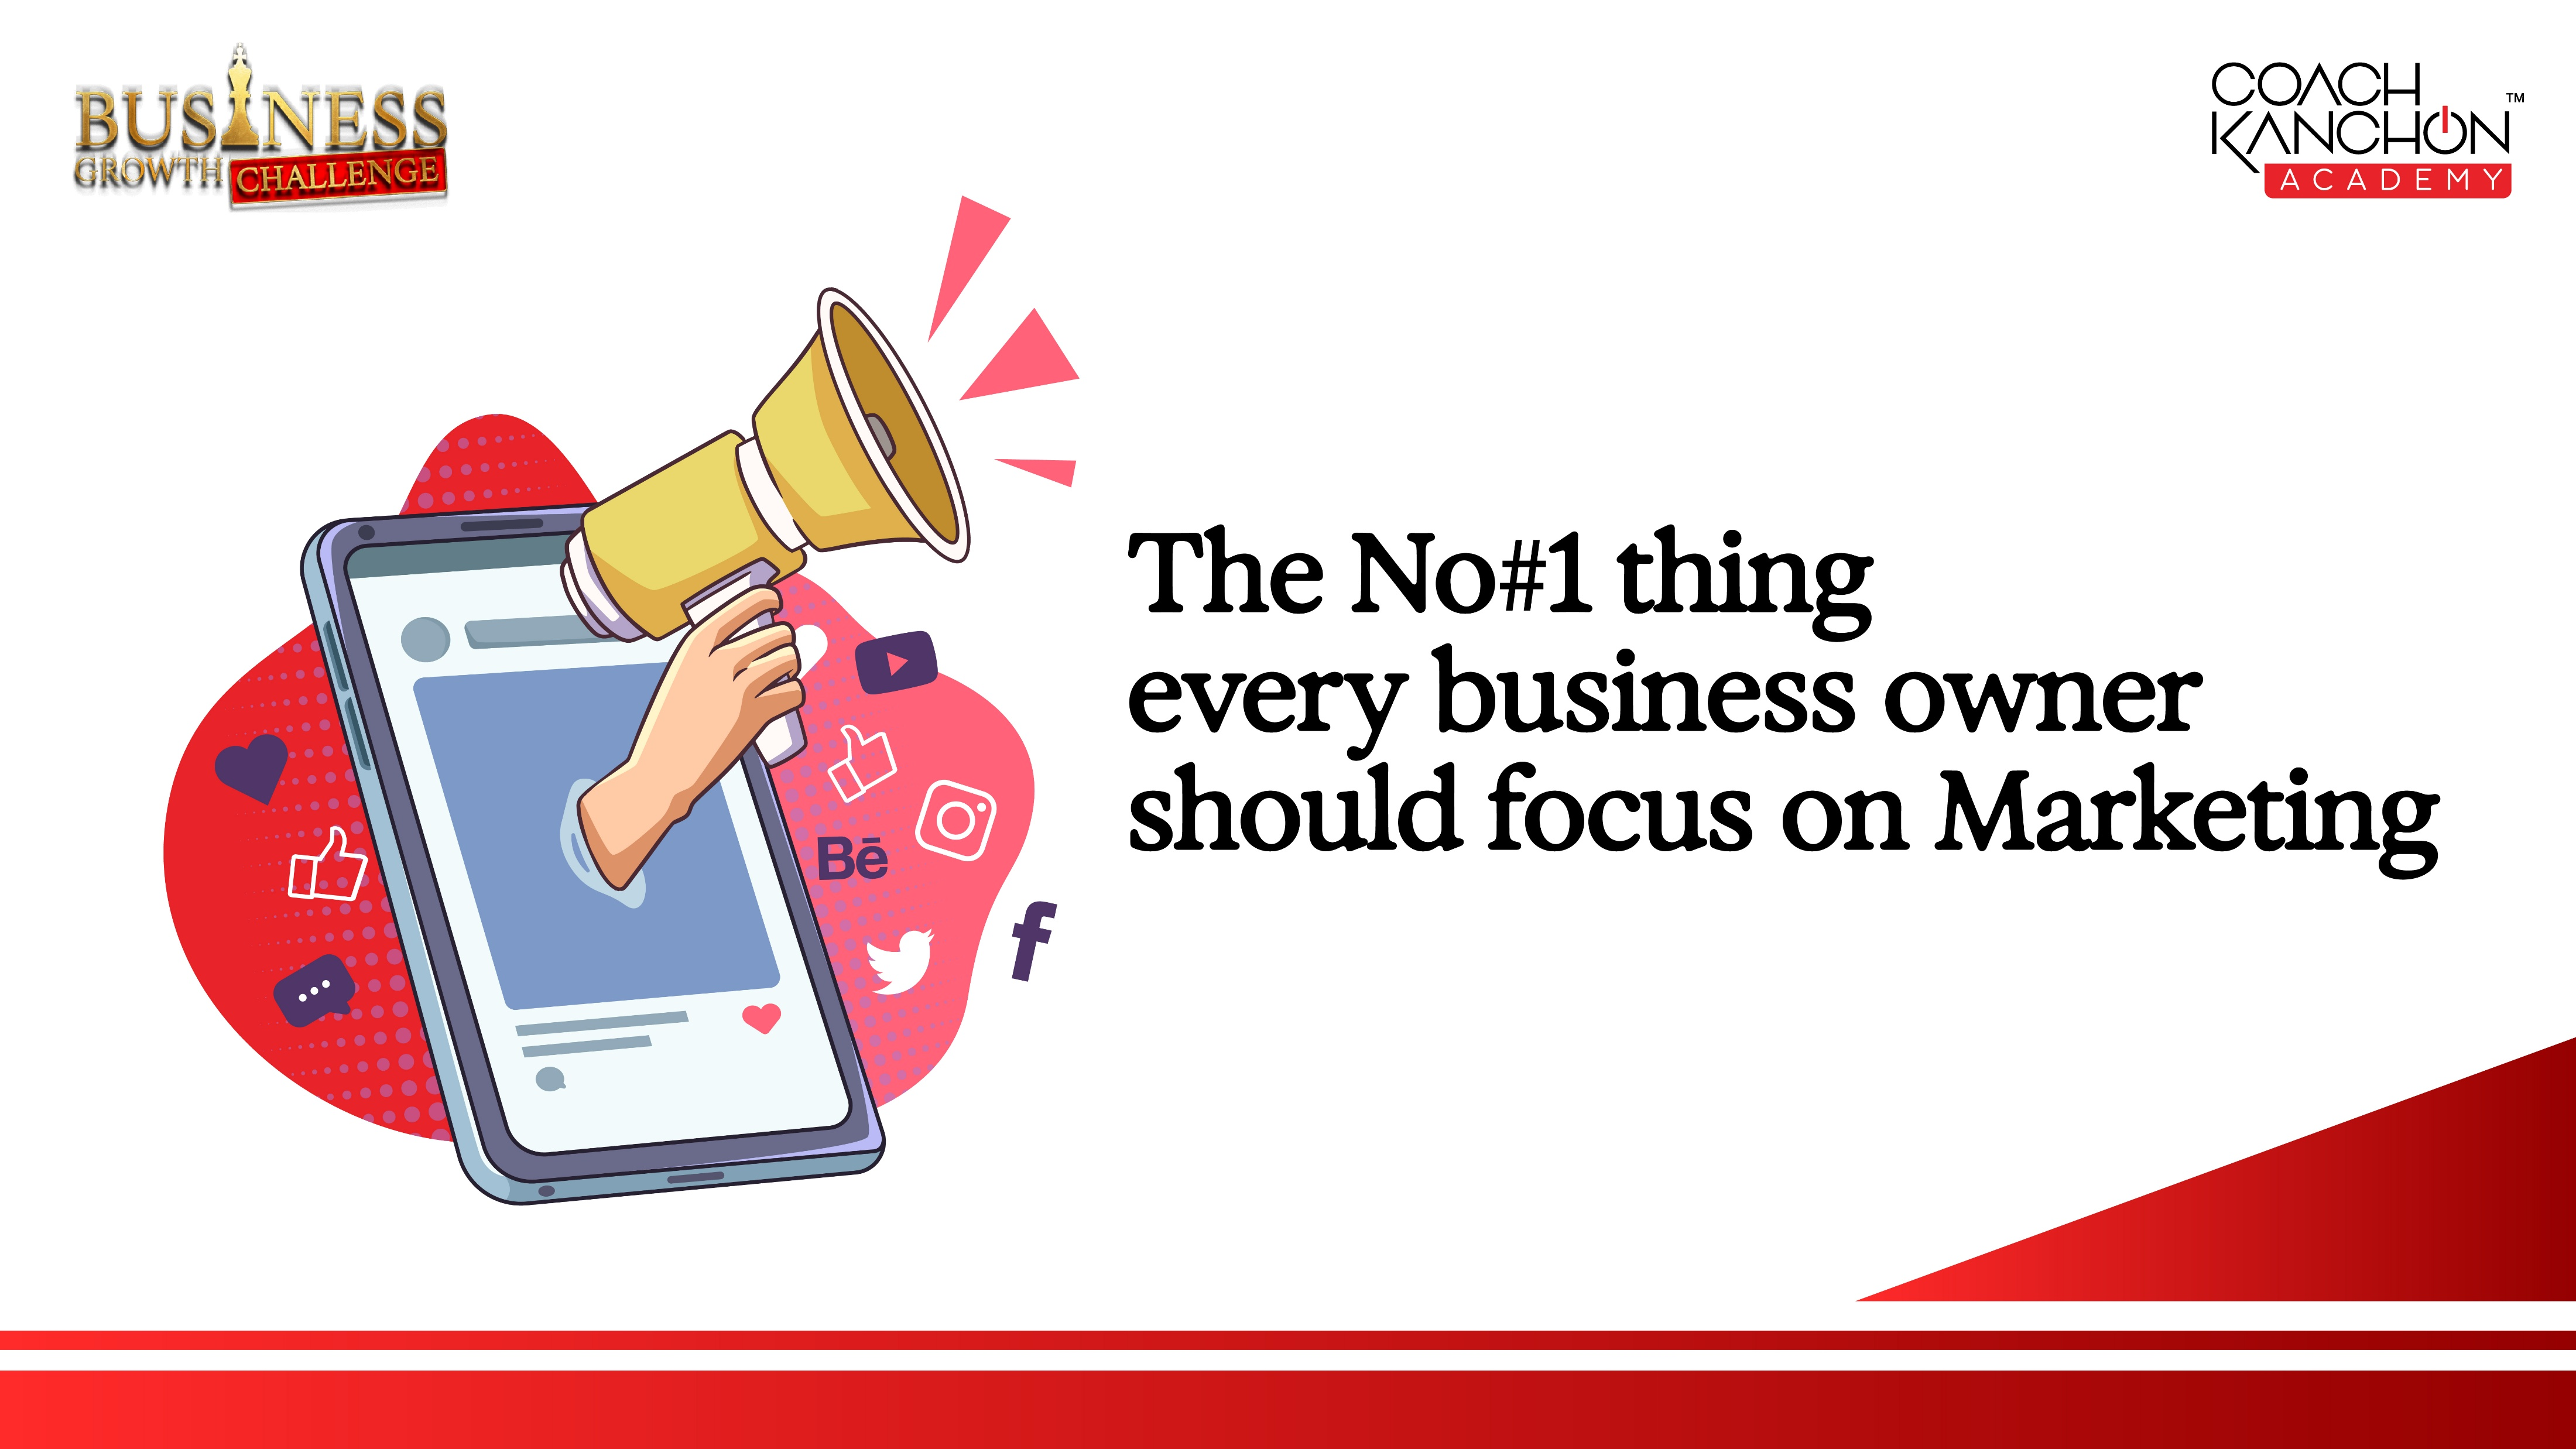 BUSINESS
GROWTH CHALLENGE
COACH
KANCHON
TM
ACADEMY
The No#1 thing
every business owner
should focus on Marketing
Bē
f